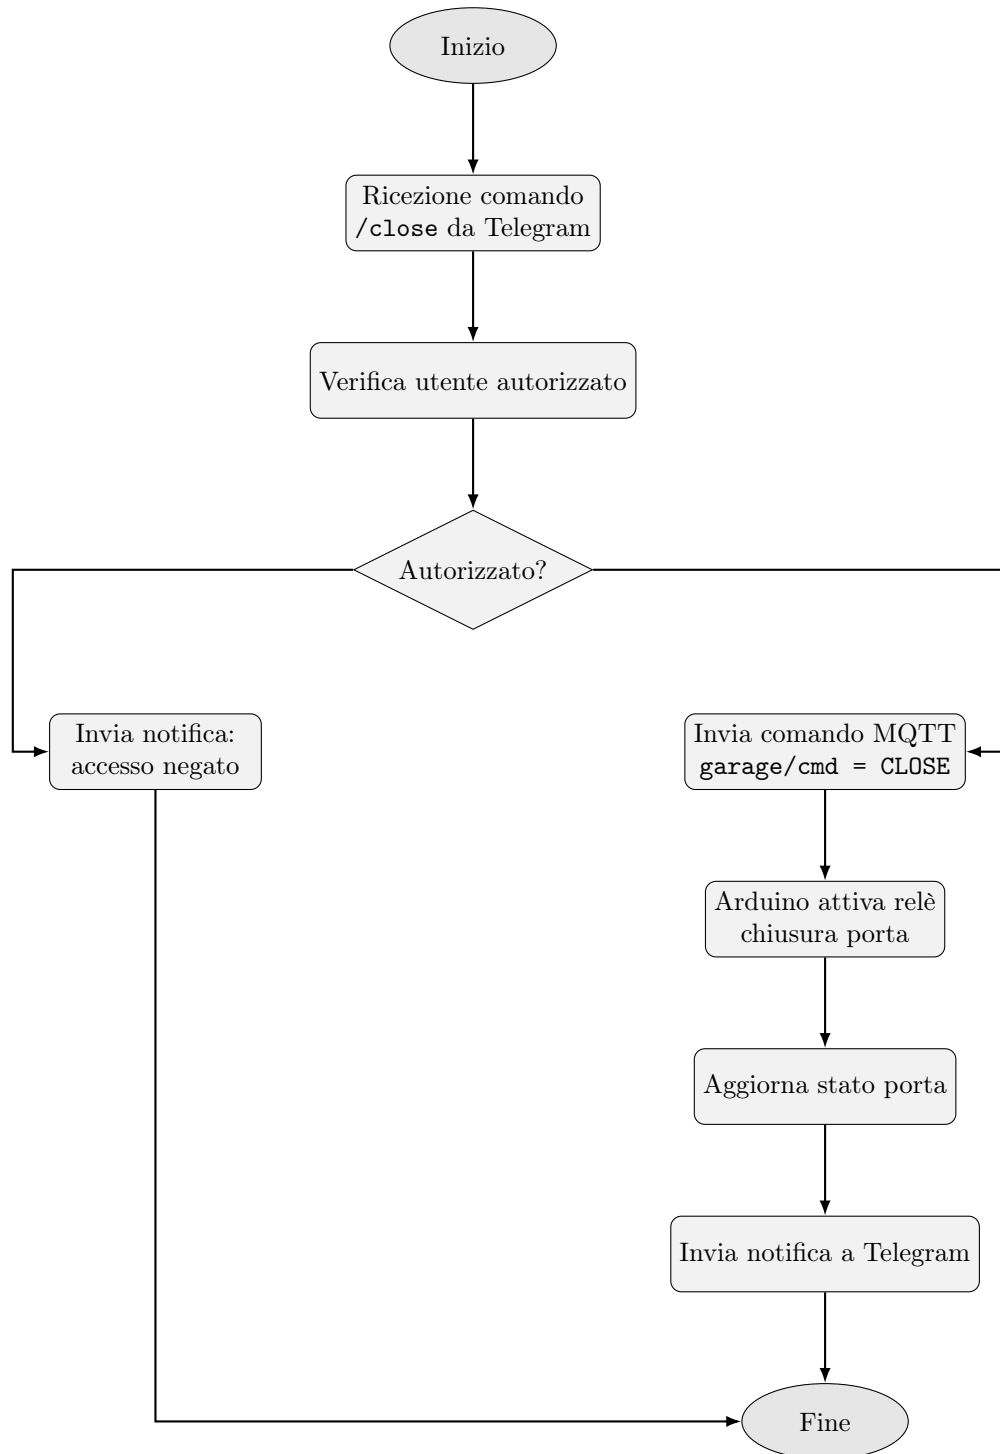 Inizio
Ricezione comando
/close da Telegram
Verifica utente autorizzato
Autorizzato?
Invia notifica:
accesso negato
Invia comando MQTT
garage/cmd = CLOSE
Arduino attiva relè
chiusura porta
Aggiorna stato porta
Invia notifica a Telegram
Fine